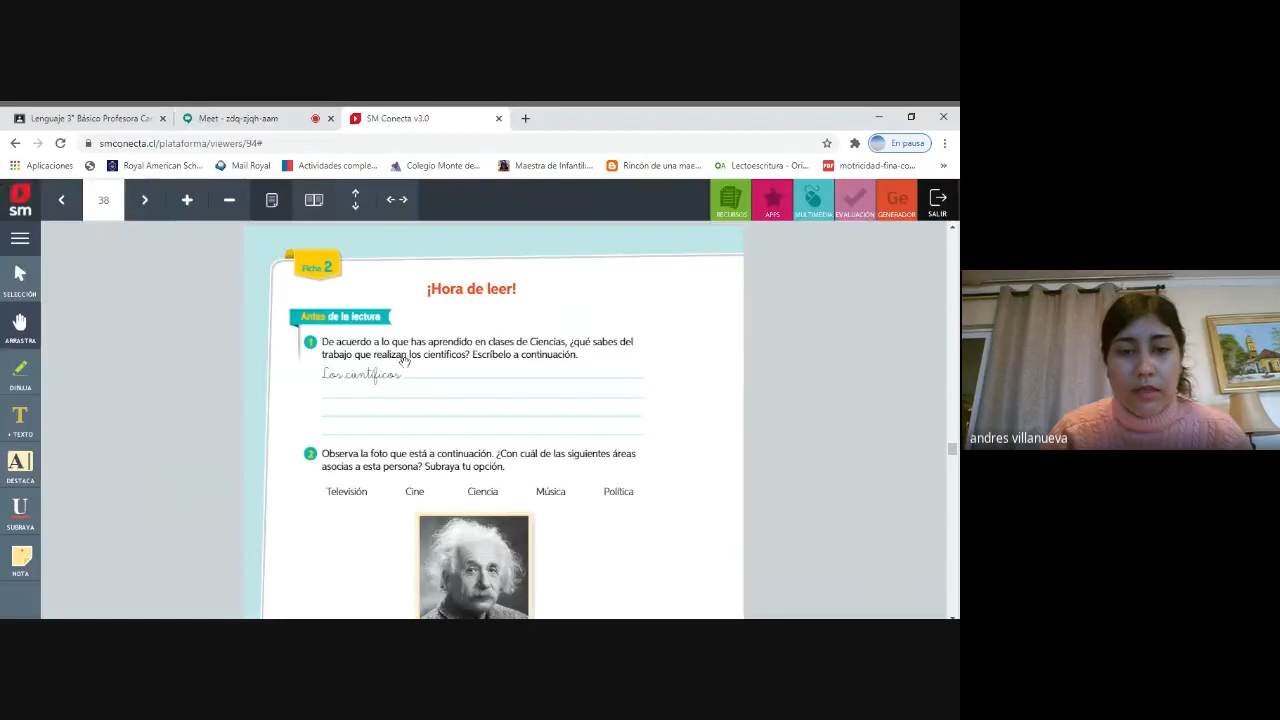 Lenguaje 3° Básico Profesora Car
Meet - zdq-zjqh-aam
SM Conecta v3.0
smconecta.cl/plataforma/viewers/94#
En pausa
Aplicaciones
Royal American Sch...
Mail Royal
Actividades comple...
Colegio Monte de...
Maestra de Infantil:...
Rincón de una mae...
Lectoescritura - Ori...
motricidad-fina-co...
sm
38
RECURSOS
APPS
MULTIMEDIA
EVALUACIÓN
Ge
GENERADOR
SALIR
SELECCIÓN
ARRASTRA
DIBUJA
T
+ TEXTO
A
DESTACA
U
SUBRAYA
NOTA
Ficha 2
¡Hora de leer!
Antes de la lectura
1 De acuerdo a lo que has aprendido en clases de Ciencias, ¿qué sabes del
trabajo que realizan los científicos? Escríbelo a continuación.
Los científicos
2 Observa la foto que está a continuación. ¿Con cuál de las siguientes áreas
asocias a esta persona? Subraya tu opción.
Televisión Cine Ciencia Música Política
andres villanueva